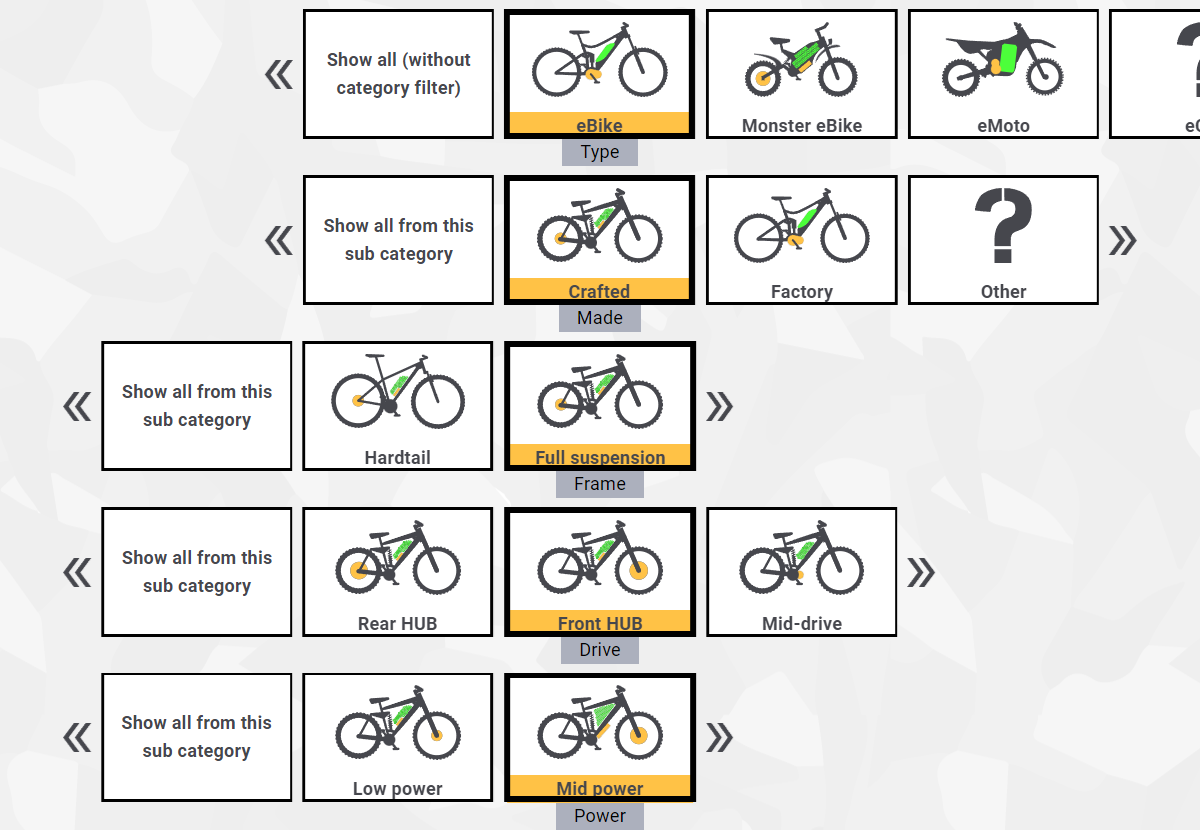 Show all (without
category filter)
eBike
Monster eBike
eMoto
Type
Show all from this
sub category
Crafted
Factory
Other
Made
Show all from this
sub category
Hardtail
Full suspension
Frame
Show all from this
sub category
Rear HUB
Front HUB
Mid-drive
Drive
Show all from this
sub category
Low power
Mid power
Power